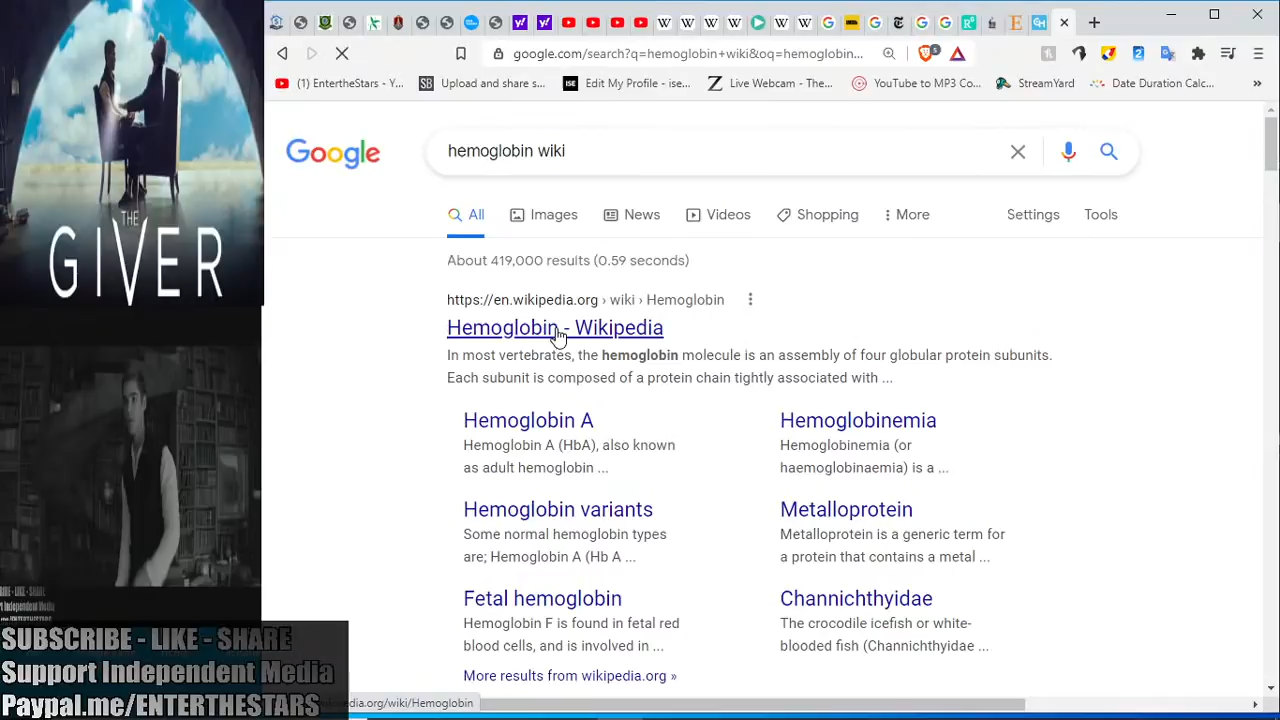 google.com/search?q=hemoglobin+wiki&oq=hemoglobin...
(1) EntertheStars - Y...
Upload and share s...
Edit My Profile - ise...
Live Webcam - The...
YouTube to MP3 Co...
StreamYard
Date Duration Calc...
»
Google
hemoglobin wiki
All
Images
News
Videos
Shopping
More
Settings
Tools
About 419,000 results (0.59 seconds)
https://en.wikipedia.org › wiki › Hemoglobin
Hemoglobin - Wikipedia
In most vertebrates, the hemoglobin molecule is an assembly of four globular protein subunits.
Each subunit is composed of a protein chain tightly associated with ...
Hemoglobin A
Hemoglobin A (HbA), also known
as adult hemoglobin ...
Hemoglobinemia
Hemoglobinemia (or
haemoglobinaemia) is a ...
Hemoglobin variants
Some normal hemoglobin types
are; Hemoglobin A (Hb A ...
Metalloprotein
Metalloprotein is a generic term for
a protein that contains a metal ...
Fetal hemoglobin
Hemoglobin F is found in fetal red
blood cells, and is involved in ...
Channichthyidae
The crocodile icefish or white-
blooded fish (Channichthyidae ...
More results from wikipedia.org »
THE
GIVER
SUBSCRIBE - LIKE - SHARE
Support Independent Media
Paypal.me/ENTERTHESTARS